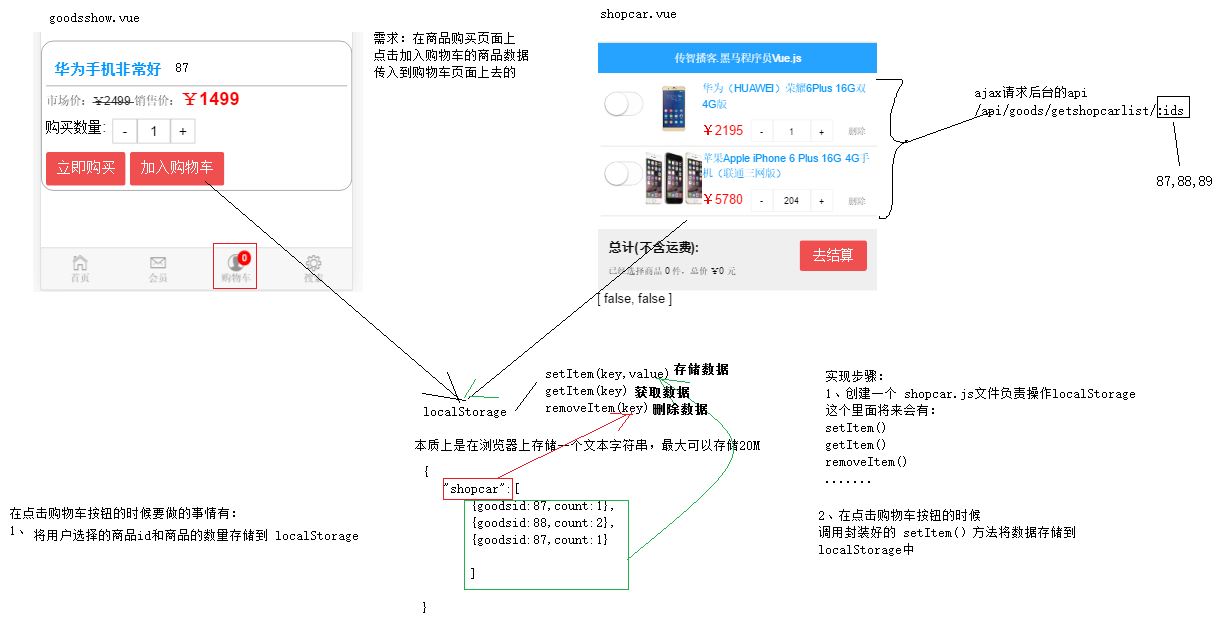 goodsshow.vue
华为手机非常好 87
市场价: ￥2499 销售价: ￥1499
购买数量: - 1 +
立即购买 加入购物车
0
首页 会员 购物车 搜索
需求: 在商品购买页面上
点击加入购物车的商品数据
传入到购物车页面上去的
shopcar.vue
传智播客.黑马程序员Vue.js
华为（HUAWEI）荣耀6Plus 16G双
4G版
￥2195 - 1 + 删除
苹果Apple iPhone 6 Plus 16G 4G手
机（联通三网版）
￥5780 - 204 + 删除
总计(不含运费):
已经选择商品 0 件, 总价 ￥0 元
去结算
[ false, false ]
ajax请求后台的api
/api/goods/getshopcarlist/:ids
87,88,89
localStorage
setItem(key,value) 存储数据
getItem(key) 获取数据
removeItem(key) 删除数据
本质上是在浏览器上存储一个文本字符串，最大可以存储20M
{
"shopcar":[
{goodsid:87,count:1},
{goodsid:88,count:2},
{goodsid:87,count:1}
]
}
在点击购物车按钮的时候要做的事情有:
1、 将用户选择的商品id和商品的数量存储到 localStorage
实现步骤:
1、创建一个 shopcar.js文件负责操作localStorage
这个里面将来会有:
setItem()
getItem()
removeItem()
.......
2、在点击购物车按钮的时候
调用封装好的 setItem() 方法将数据存储到
localStorage中